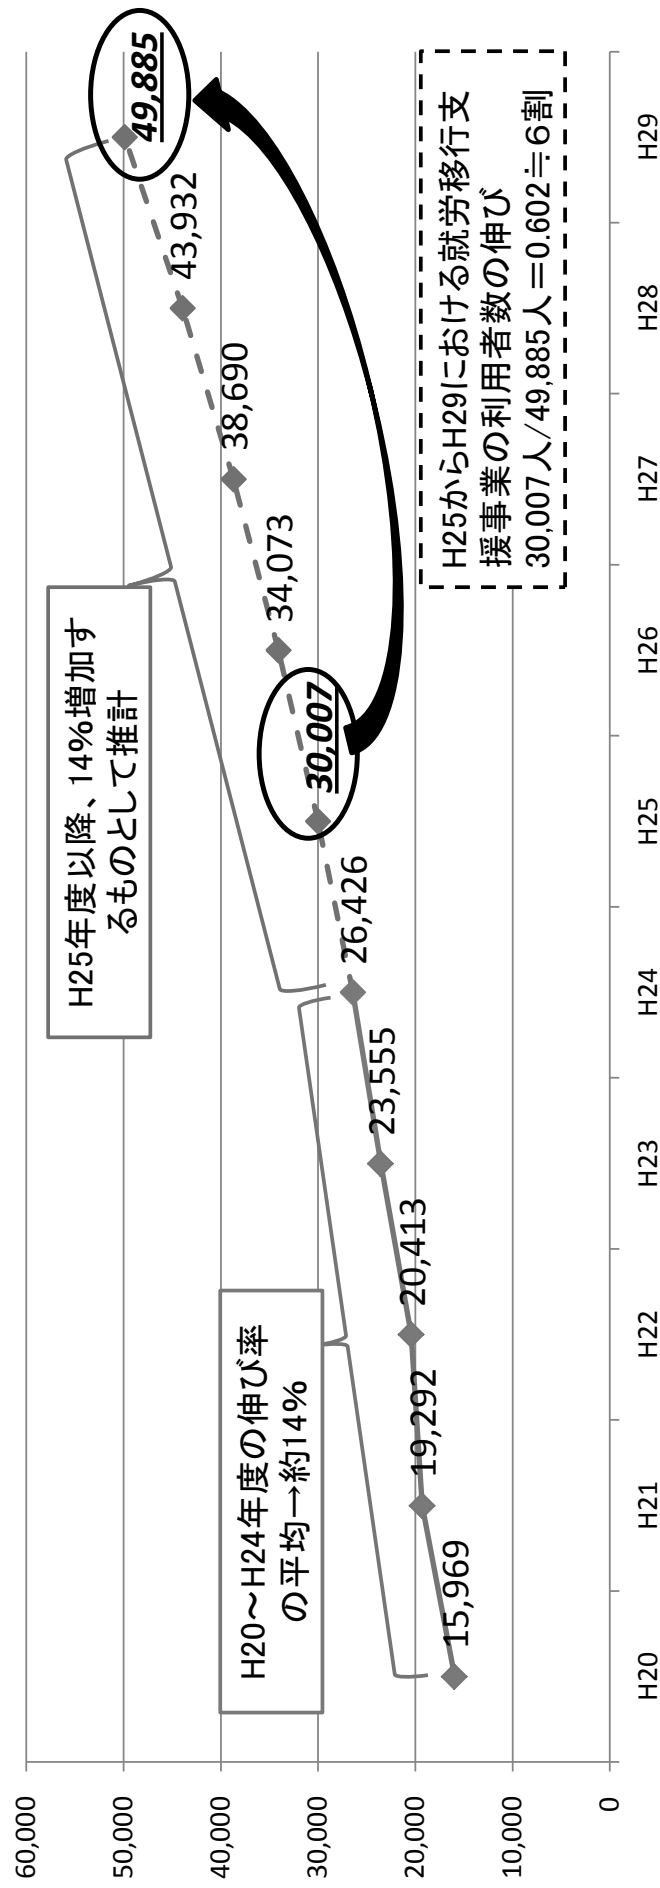 60,000
50,000
40,000
30,000
20,000
10,000
0
H20~H24年度の伸び率
の平均→約14%
H25年度以降、14%増加す
るものとして推計
15,969
19,292
20,413
23,555
26,426
30,007
34,073
38,690
43,932
49,885
H25からH29における就労移行支
援事業の利用者数の伸び
30,007人/49,885人=0.602≒6割
H20
H21
H22
H23
H24
H25
H26
H27
H28
H29